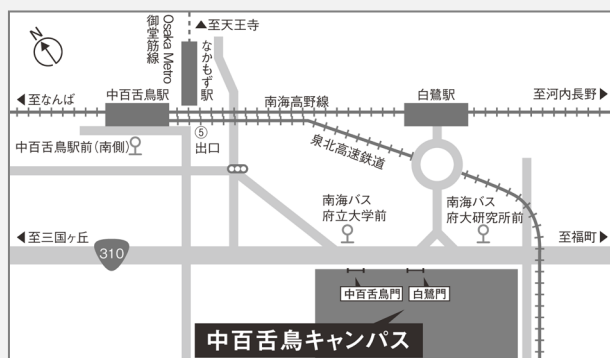 ▲至天王寺
Osaka Metro
御堂筋線
なかもず駅
◀至なんば
中百舌鳥駅
南海高野線
白鷺駅
至河内長野▶
⑤
出口
泉北高速鉄道
中百舌鳥駅前(南側)
南海バス
府立大学前
南海バス
府大研究所前
◀至三国ヶ丘
310
至福町▶
中百舌鳥門
白鷺門
中百舌鳥キャンパス